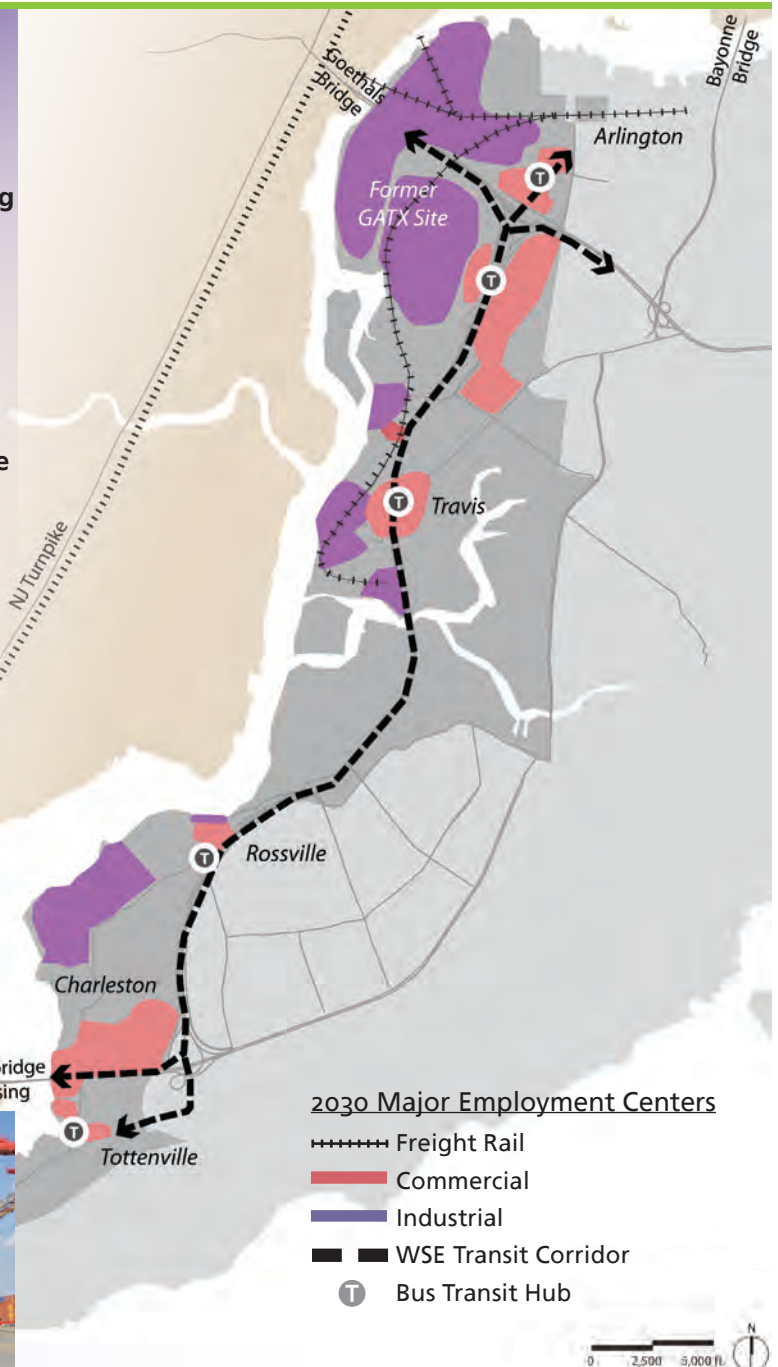 Goethals
Bridge
Bayonne
Bridge
Arlington
g
Former
GATX Site
e
Travis
NJ Turnpike
Rossville
Charleston
bridge
sing
Tottenville
2030 Major Employment Centers
Freight Rail
Commercial
Industrial
WSE Transit Corridor
T Bus Transit Hub
T
T
T
T
T
N
0 2,500 5,000 ft.